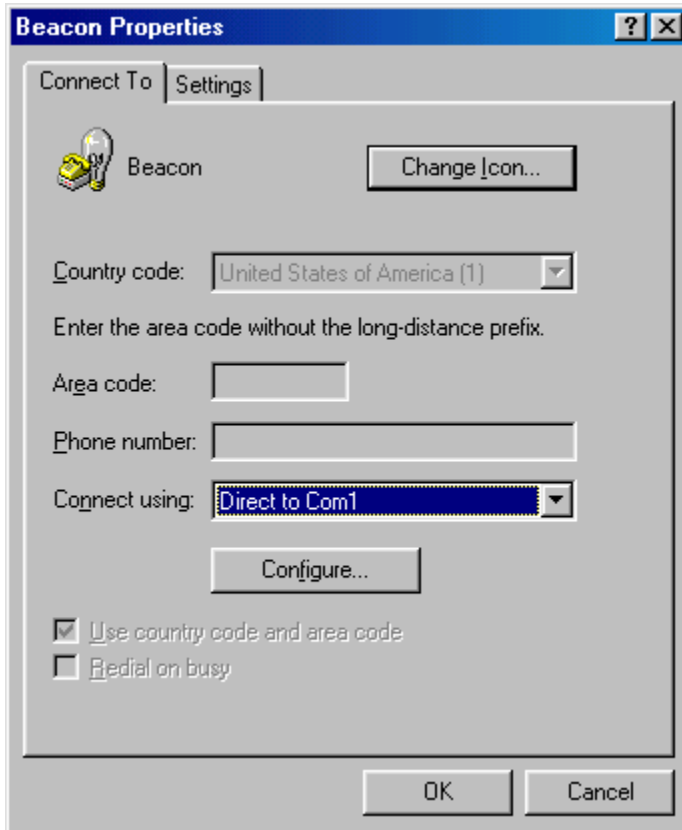 Beacon Properties
Connect To Settings
Beacon Change Icon...
Country code: United States of America (1)
Enter the area code without the long-distance prefix.
Area code:
Phone number:
Connect using: Direct to Com1
Configure...
Use country code and area code
Redial on busy
OK Cancel